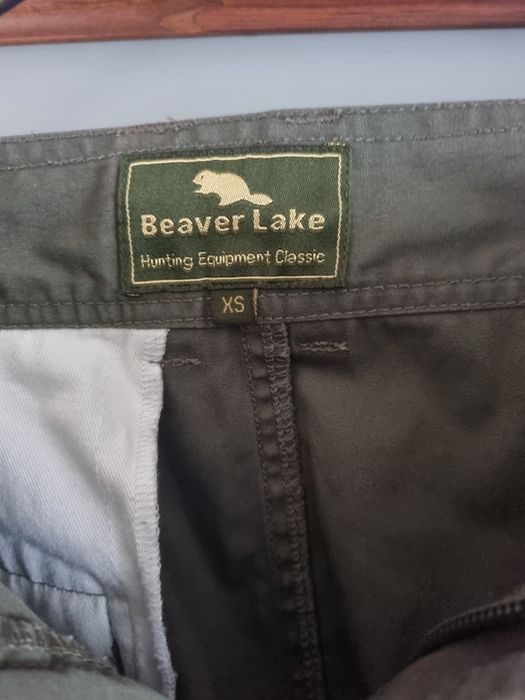 Beaver Lake
Hunting Equipment Classic
XS